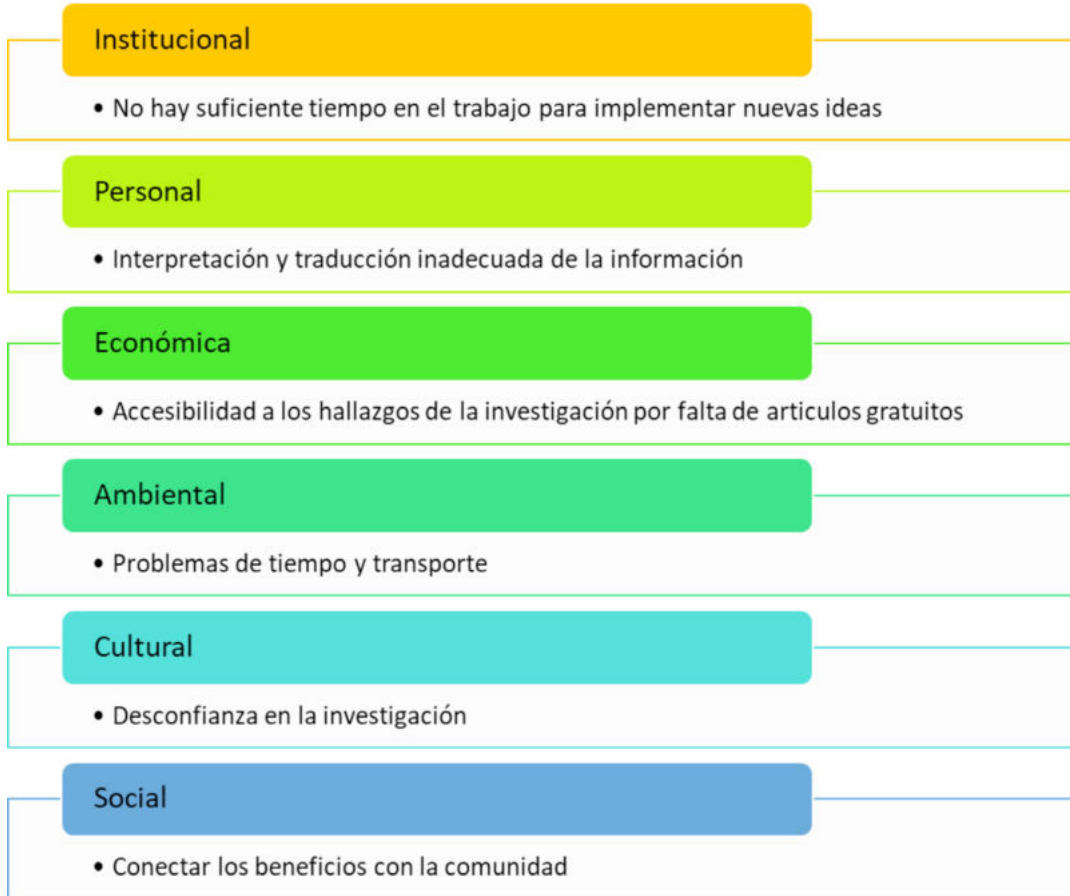 Institucional
• No hay suficiente tiempo en el trabajo para implementar nuevas ideas
Personal
• Interpretación y traducción inadecuada de la información
Económica
• Accesibilidad a los hallazgos de la investigación por falta de articulos gratuitos
Ambiental
• Problemas de tiempo y transporte
Cultural
• Desconfianza en la investigación
Social
• Conectar los beneficios con la comunidad